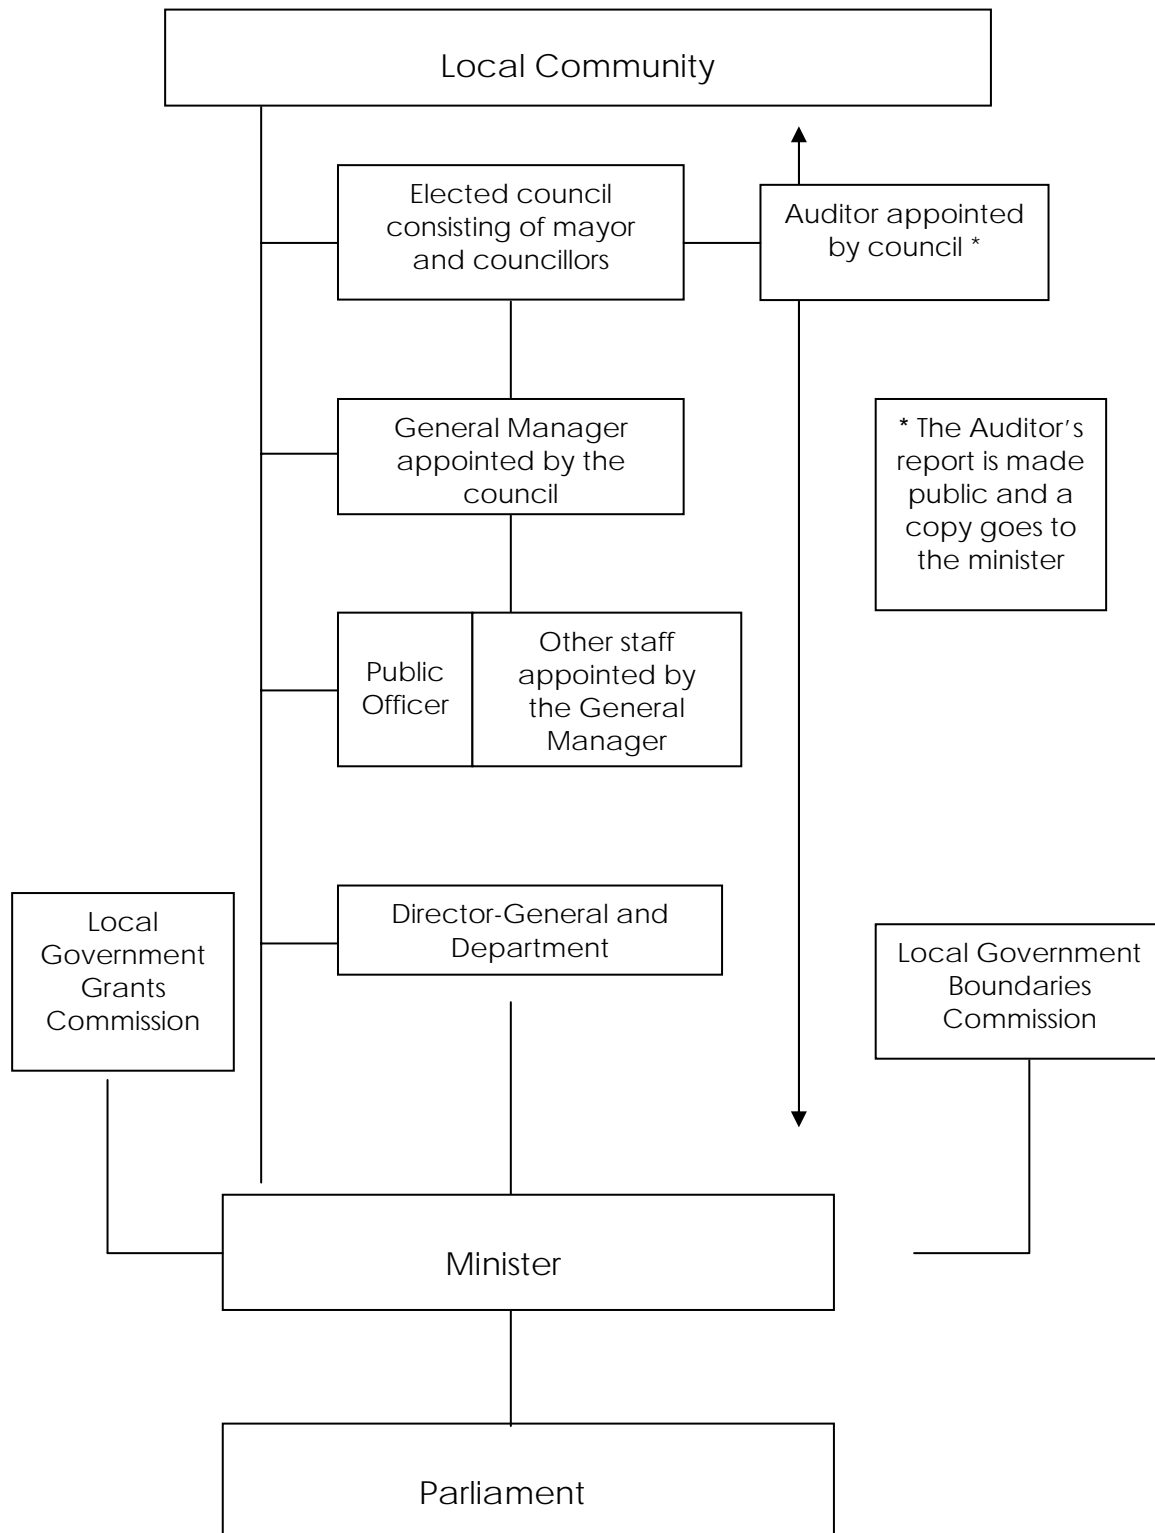 Local Community
Elected council
consisting of mayor
and councillors
Auditor appointed
by council *
General Manager
appointed by the
council
* The Auditor’s
report is made
public and a
copy goes to
the minister
Public
Officer
Other staff
appointed by
the General
Manager
Local
Government
Grants
Commission
Director-General and
Department
Local Government
Boundaries
Commission
Minister
Parliament